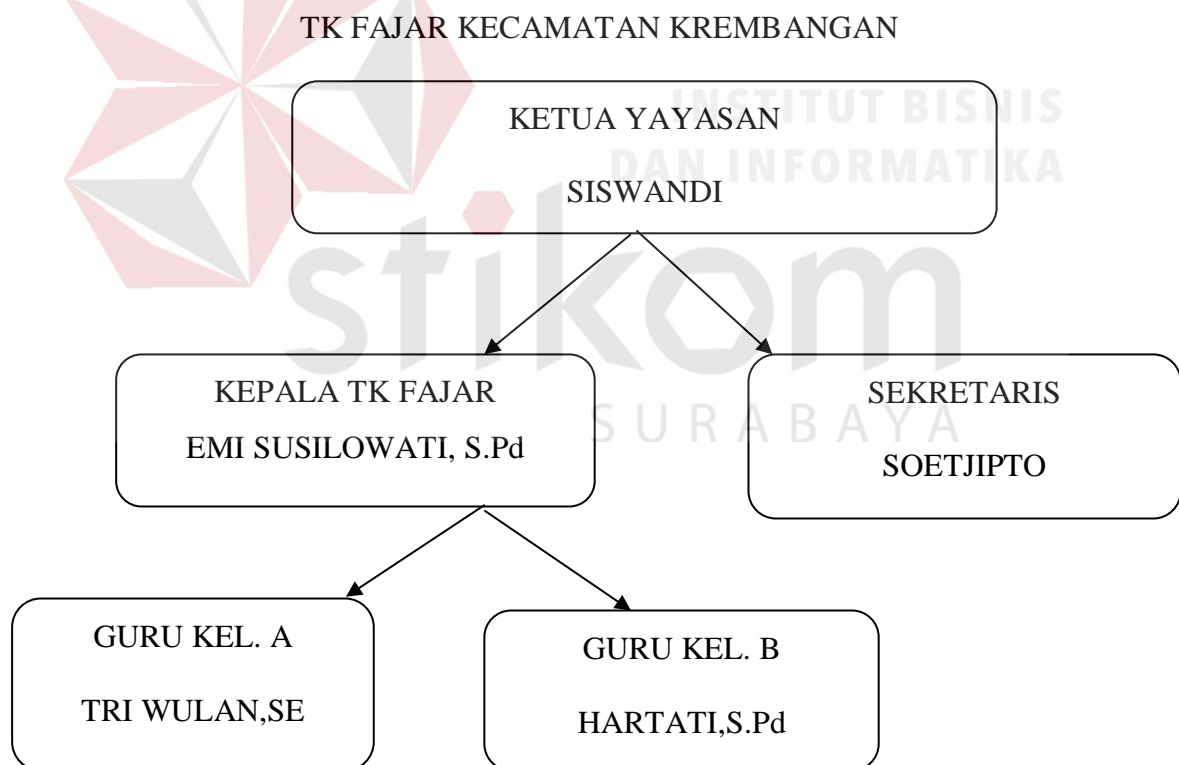 TK FAJAR KECAMATAN KREMBANGAN
KETUA YAYASAN
SISWANDI
INSTITUT BISNIS
DAN INFORMATIKA
stikom
SURABAYA
KEPALA TK FAJAR
EMI SUSILOWATI, S.Pd
SEKRETARIS
SOETJIPTO
GURU KEL. A
TRI WULAN,SE
GURU KEL. B
HARTATI,S.Pd